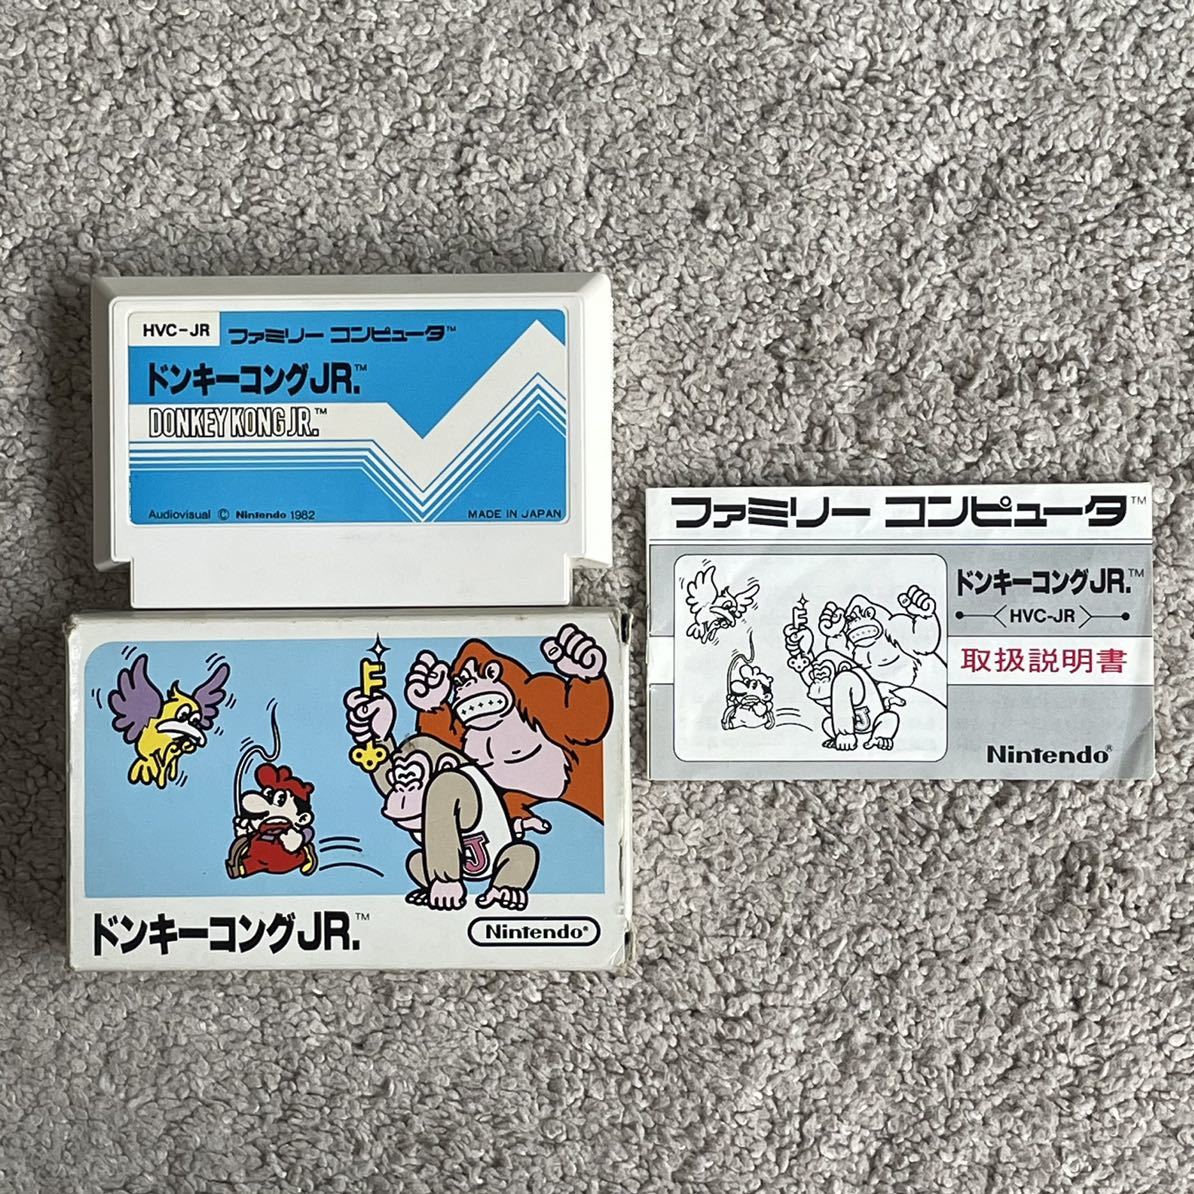 HVC-JR ファミリー コンピュータ™
ドンキーコングJR.™
DONKEY KONG JR.™
Audiovisual © Nintendo 1982
MADE IN JAPAN
J
ドンキーコングJR.™
Nintendo®
ファミリー コンピュータ™
ドンキーコングJR.™
HVC-JR
取扱説明書
J
Nintendo®